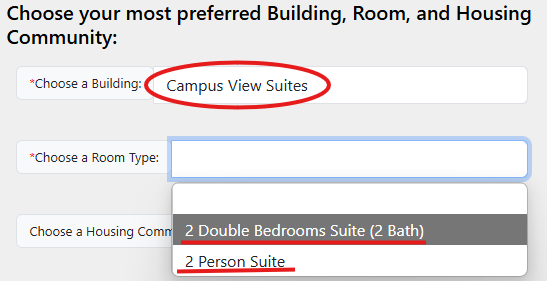 Choose your most preferred Building, Room, and Housing
Community:
*Choose a Building: Campus View Suites
*Choose a Room Type:
2 Double Bedrooms Suite (2 Bath)
Choose a Housing Comm
2 Person Suite